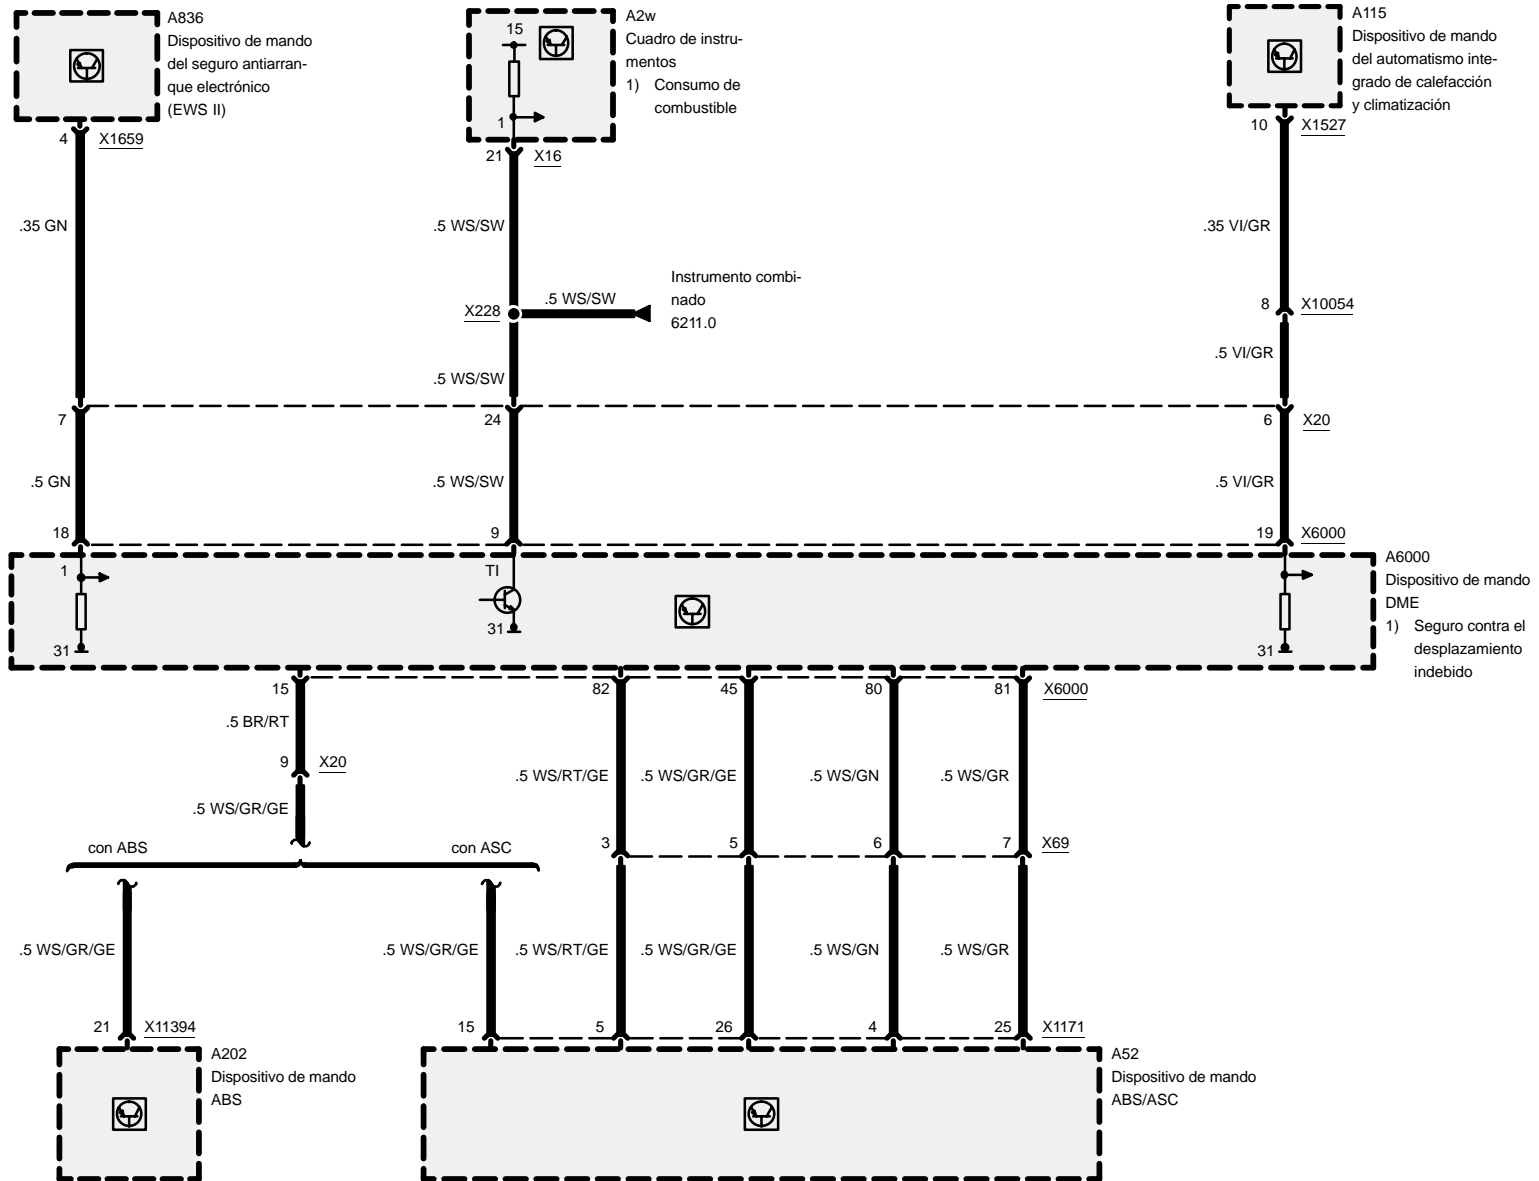 A836
Dispositivo de mando
del seguro antiarran-
que electrónico
(EWS II)
A2w
Cuadro de instru-
mentos
1) Consumo de
combustible
15
1
A115
Dispositivo de mando
del automatismo inte-
grado de calefacción
y climatización
4 X1659
21 X16
10 X1527
.35 GN
.5 WS/SW
.35 VI/GR
Instrumento combi-
nado
6211.0
X228
.5 WS/SW
8 X10054
.5 WS/SW
.5 VI/GR
7
24
6 X20
.5 GN
.5 WS/SW
.5 VI/GR
18
9
19 X6000
A6000
Dispositivo de mando
DME
1) Seguro contra el
desplazamiento
indebido
1
TI
31
31
31
15
82
45
80
81 X6000
.5 BR/RT
9 X20
.5 WS/RT/GE
.5 WS/GR/GE
.5 WS/GN
.5 WS/GR
.5 WS/GR/GE
con ABS
con ASC
3
5
6
7 X69
.5 WS/GR/GE
.5 WS/GR/GE
.5 WS/RT/GE
.5 WS/GR/GE
.5 WS/GN
.5 WS/GR
21 X11394
15
5
26
4
25 X1171
A202
Dispositivo de mando
ABS
A52
Dispositivo de mando
ABS/ASC